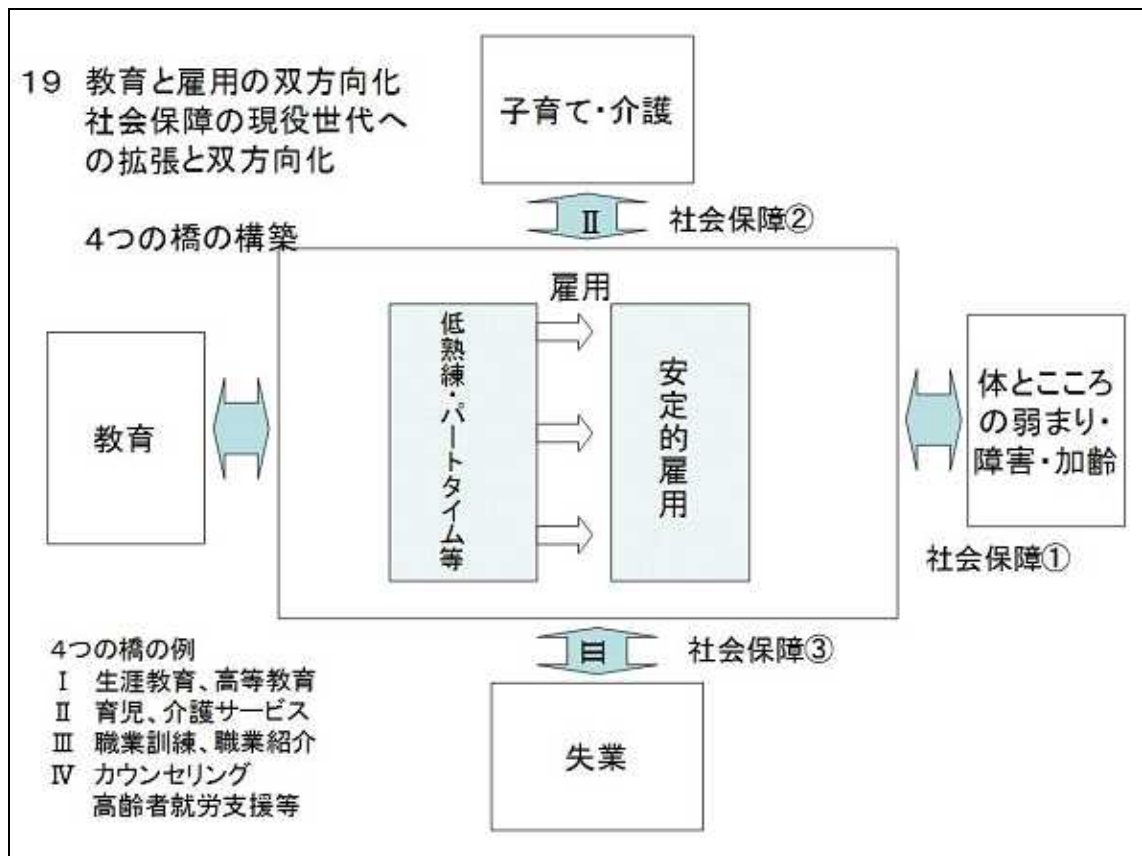 19 教育と雇用の双方向化
社会保障の現役世代へ
の拡張と双方向化
4つの橋の構築
子育て・介護
Ⅱ
社会保障②
雇用
低熟練・パートタイム等
安定的雇用
教育
体とこころ
の弱まり・
障害・加齢
社会保障①
Ⅲ
社会保障③
失業
4つの橋の例
Ⅰ 生涯教育、高等教育
Ⅱ 育児、介護サービス
Ⅲ 職業訓練、職業紹介
Ⅳ カウンセリング
高齢者就労支援等